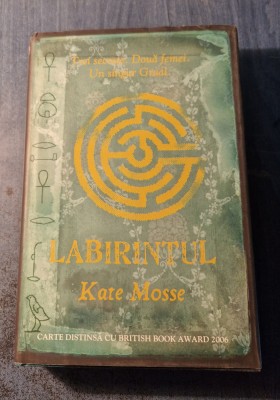 Trei secrete. Două femei.
Un singur Graal.
LABIRINTUL
Kate Mosse
CARTE DISTINSĂ CU BRITISH BOOK AWARD 2006